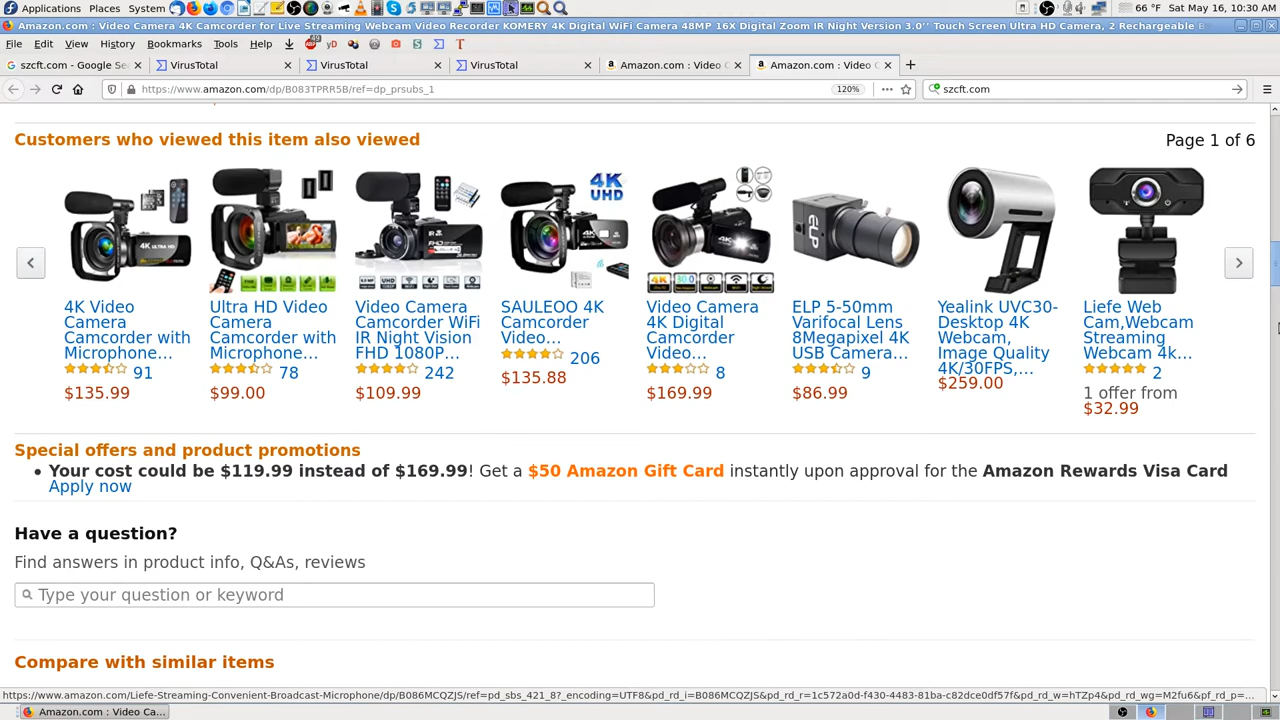 Applications Places System 66 °F Sat May 16, 10:30 AM
Amazon.com : Video Camera 4K Camcorder for Live Streaming Webcam Video Recorder KOMERY 4K Digital WiFi Camera 48MP 16X Digital Zoom IR Night Version 3.0'' Touch Screen Ultra HD Camera, 2 Rechargeable
File Edit View History Bookmarks Tools Help
szcft.com - Google Se VirusTotal VirusTotal VirusTotal Amazon.com : Video C Amazon.com : Video C
https://www.amazon.com/dp/B083TPRR5B/ref=dp_prsubs_1 120% szcft.com
Customers who viewed this item also viewed Page 1 of 6
4K UHD
4K Video
Camera
Camcorder with
Microphone...
91
$135.99
Ultra HD Video
Camera
Camcorder with
Microphone...
78
$99.00
Video Camera
Camcorder WiFi
IR Night Vision
FHD 1080P...
242
$109.99
SAULEOO 4K
Camcorder
Video...
206
$135.88
Video Camera
4K Digital
Camcorder
Video...
8
$169.99
ELP 5-50mm
Varifocal Lens
8Megapixel 4K
USB Camera...
9
$86.99
Yealink UVC30-
Desktop 4K
Webcam,
Image Quality
4K/30FPS,...
$259.00
Liefe Web
Cam,Webcam
Streaming
Webcam 4k...
2
1 offer from
$32.99
Special offers and product promotions
• Your cost could be $119.99 instead of $169.99! Get a $50 Amazon Gift Card instantly upon approval for the Amazon Rewards Visa Card
Apply now
Have a question?
Find answers in product info, Q&As, reviews
Type your question or keyword
Compare with similar items
https://www.amazon.com/Liefe-Streaming-Convenient-Broadcast-Microphone/dp/B086MCQZJS/ref=pd_sbs_421_8?_encoding=UTF8&pd_rd_i=B086MCQZJS&pd_rd_r=1c572a0d-f430-4483-81ba-c82dce0df57f&pd_rd_w=hTZp4&pd_rd_wg=M2fu6&pf_rd_p=...
Amazon.com : Video Ca...